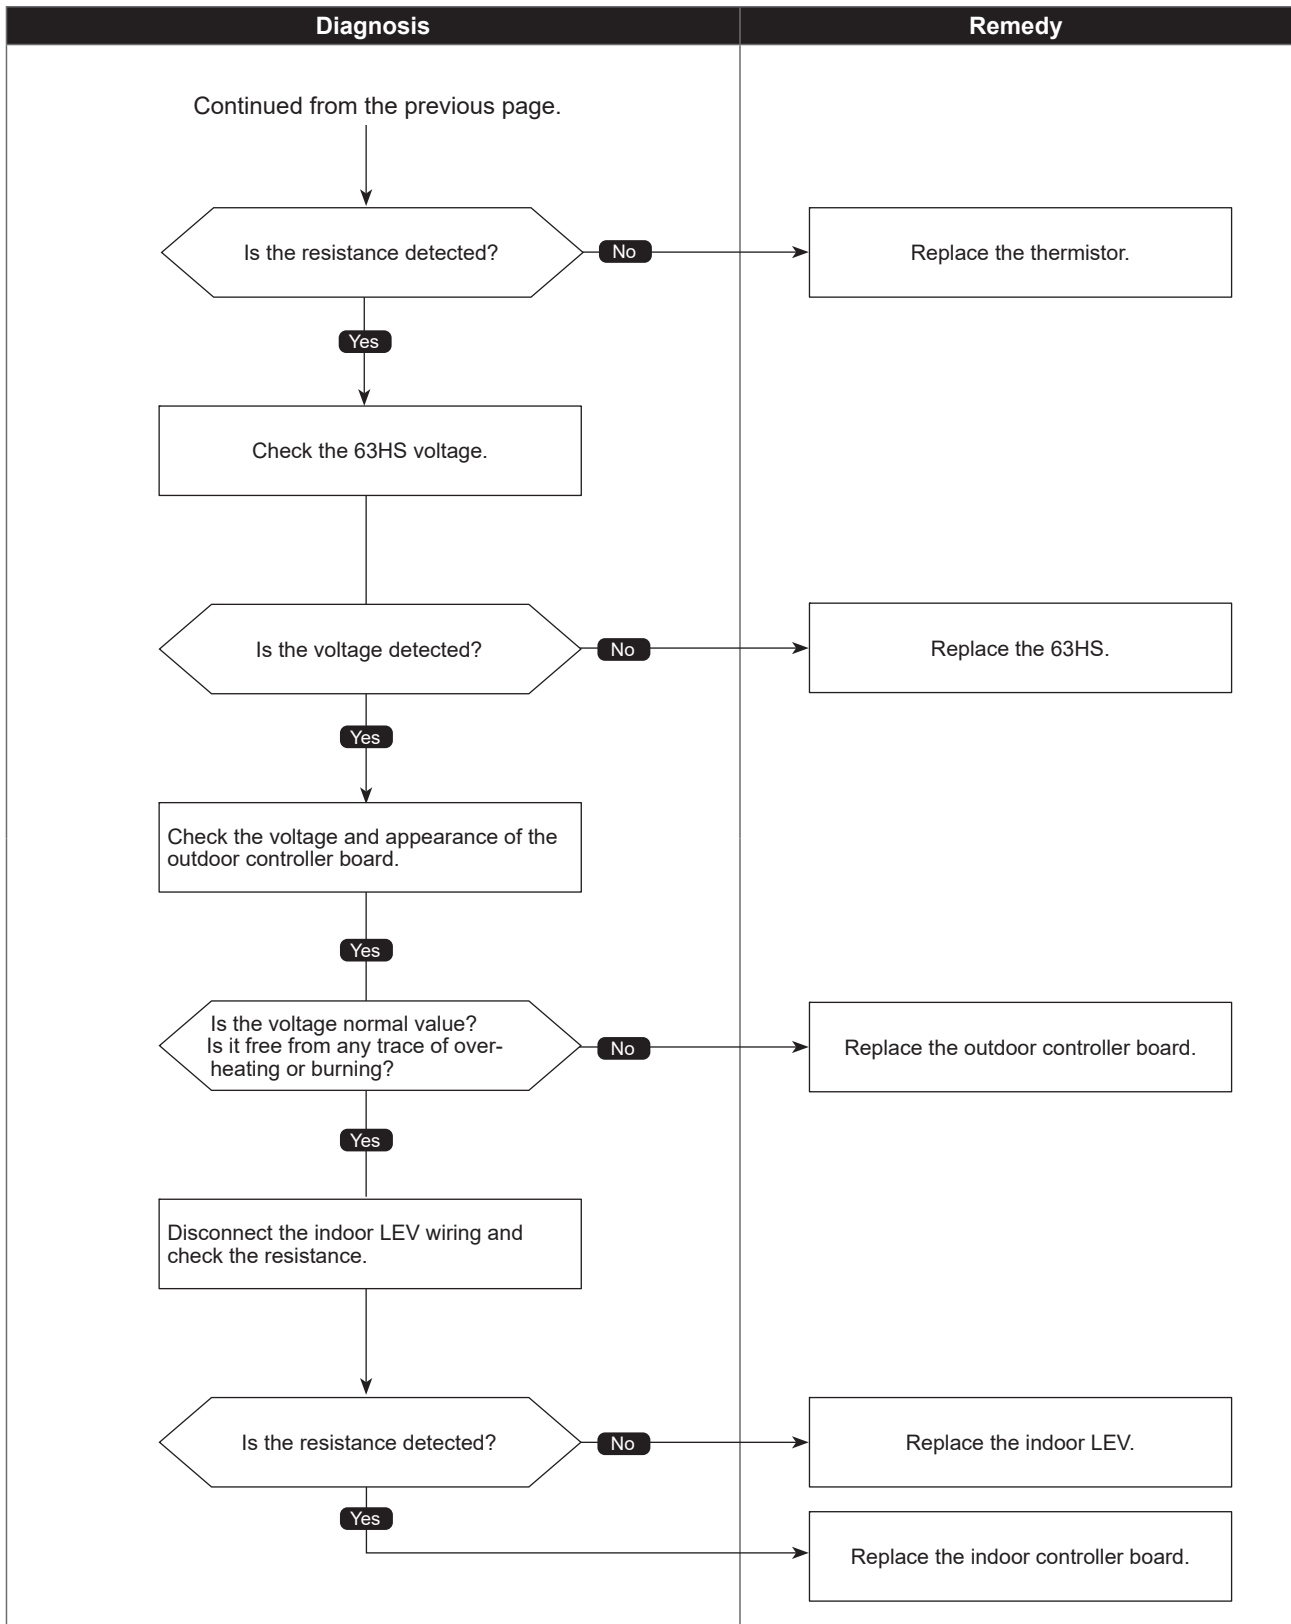 Diagnosis
Remedy
Continued from the previous page.
Is the resistance detected?
No
Replace the thermistor.
Yes
Check the 63HS voltage.
Is the voltage detected?
No
Replace the 63HS.
Yes
Check the voltage and appearance of the
outdoor controller board.
Yes
Is the voltage normal value?
Is it free from any trace of over-
heating or burning?
No
Replace the outdoor controller board.
Yes
Disconnect the indoor LEV wiring and
check the resistance.
Is the resistance detected?
No
Replace the indoor LEV.
Yes
Replace the indoor controller board.